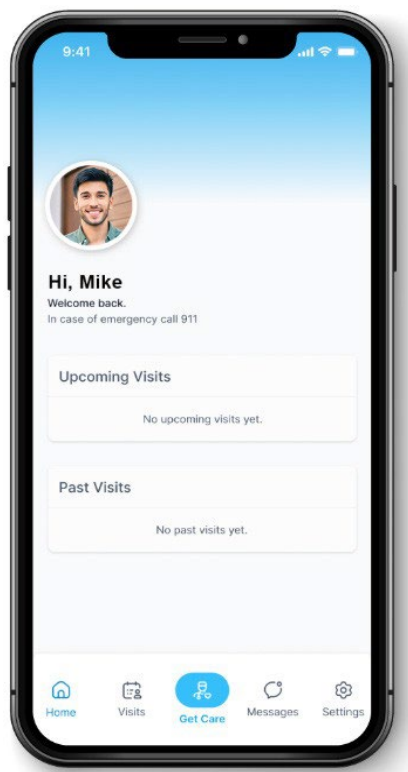 9:41
Hi, Mike
Welcome back.
In case of emergency call 911
Upcoming Visits
No upcoming visits yet.
Past Visits
No past visits yet.
Home
Visits
Get Care
Messages
Settings